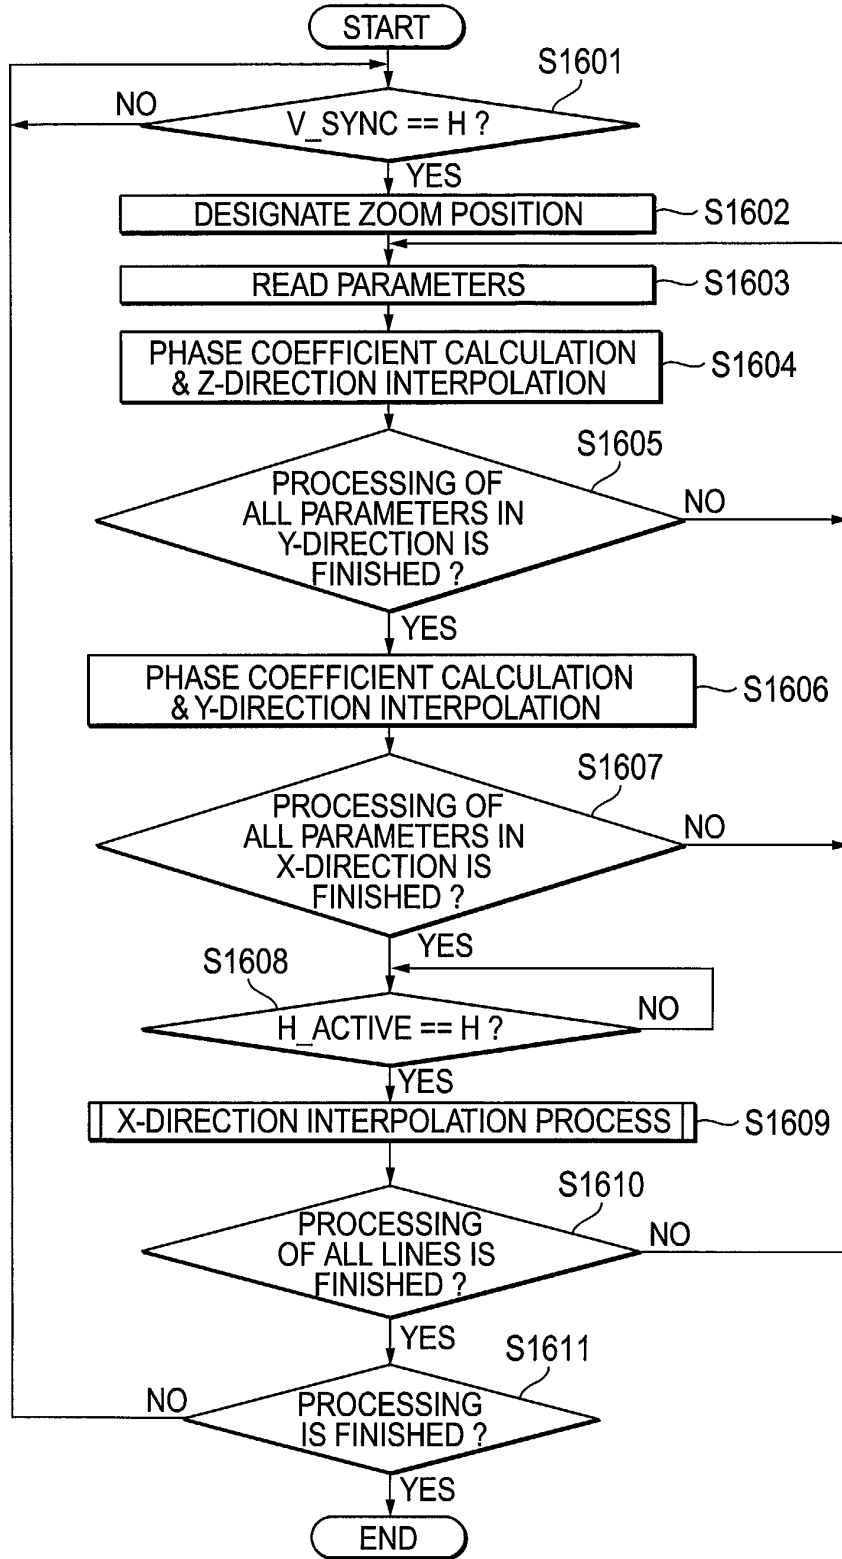 START
S1601
NO
V_SYNC == H ?
YES
DESIGNATE ZOOM POSITION
S1602
READ PARAMETERS
S1603
PHASE COEFFICIENT CALCULATION
& Z-DIRECTION INTERPOLATION
S1604
S1605
PROCESSING OF
ALL PARAMETERS IN
Y-DIRECTION IS
FINISHED ?
NO
YES
PHASE COEFFICIENT CALCULATION
& Y-DIRECTION INTERPOLATION
S1606
S1607
PROCESSING OF
ALL PARAMETERS IN
X-DIRECTION IS
FINISHED ?
NO
YES
S1608
H_ACTIVE == H ?
NO
YES
X-DIRECTION INTERPOLATION PROCESS
S1609
S1610
PROCESSING
OF ALL LINES IS
FINISHED ?
NO
YES
S1611
NO
PROCESSING
IS FINISHED ?
YES
END